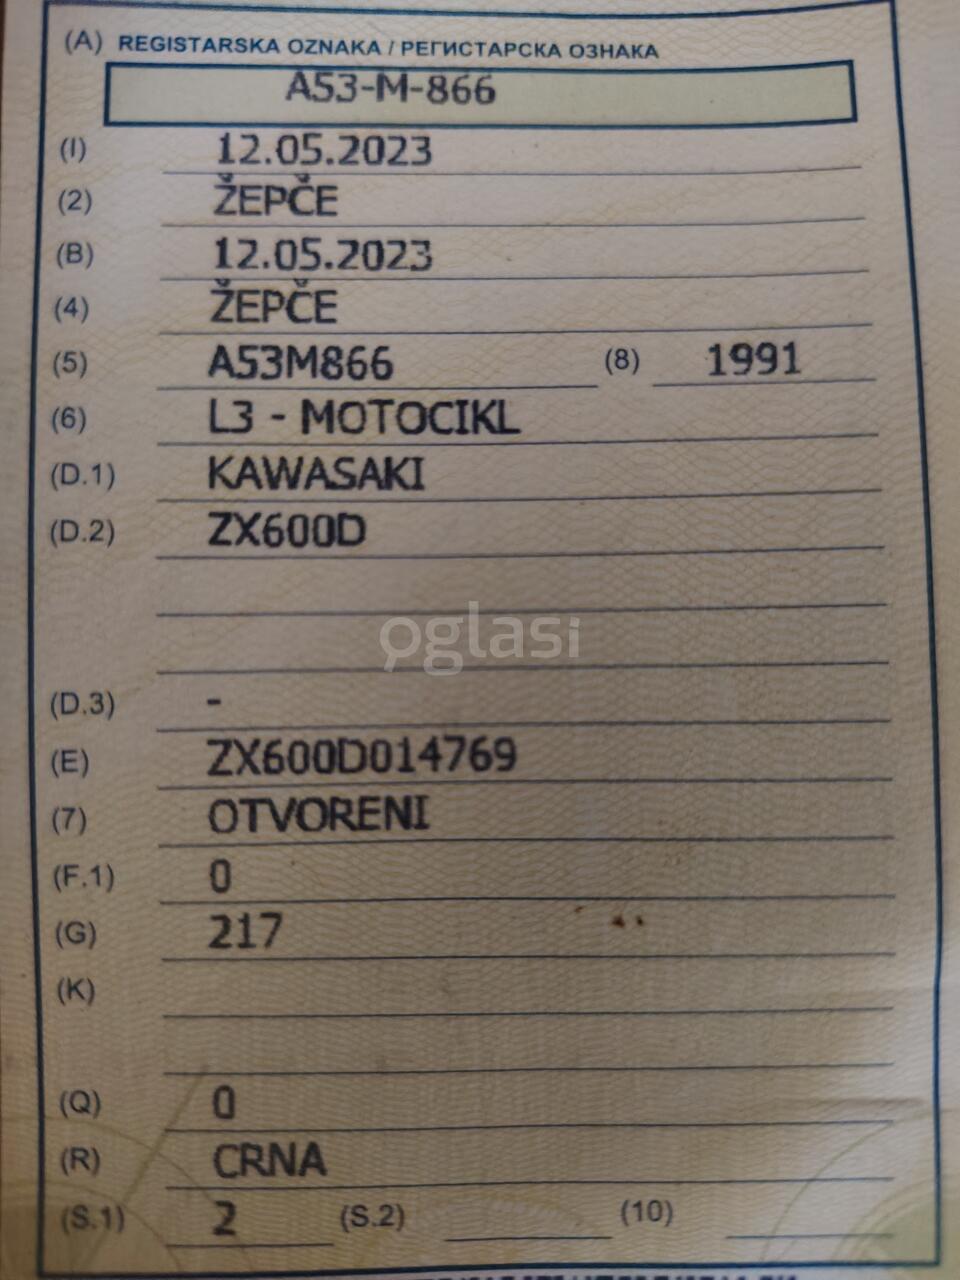 (A) REGISTARSKA OZNAKA / РЕГИСТАРСКА ОЗНАКА
A53-M-866
(I) 12.05.2023
(2) ŽEPČE
(B) 12.05.2023
(4) ŽEPČE
(5) A53M866 (8) 1991
(6) L3 - MOTOCIKL
(D.1) KAWASAKI
(D.2) ZX600D
oglasi
(D.3) -
(E) ZX600D014769
(7) OTVORENI
(F.1) 0
(G) 217
(K)
(Q) 0
(R) CRNA
(S.1) 2 (S.2) (10)